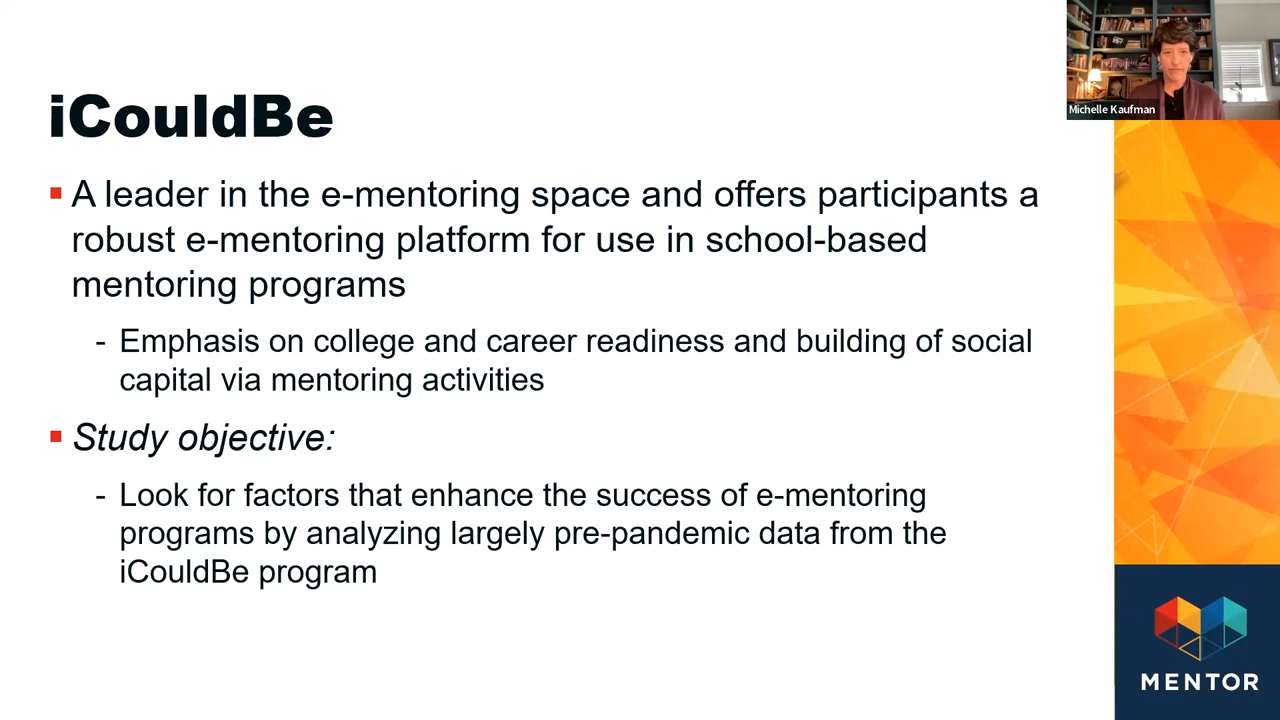 Michelle Kaufman
iCouldBe
▪ A leader in the e-mentoring space and offers participants a
robust e-mentoring platform for use in school-based
mentoring programs
- Emphasis on college and career readiness and building of social
capital via mentoring activities
▪ Study objective:
- Look for factors that enhance the success of e-mentoring
programs by analyzing largely pre-pandemic data from the
iCouldBe program
MENTOR